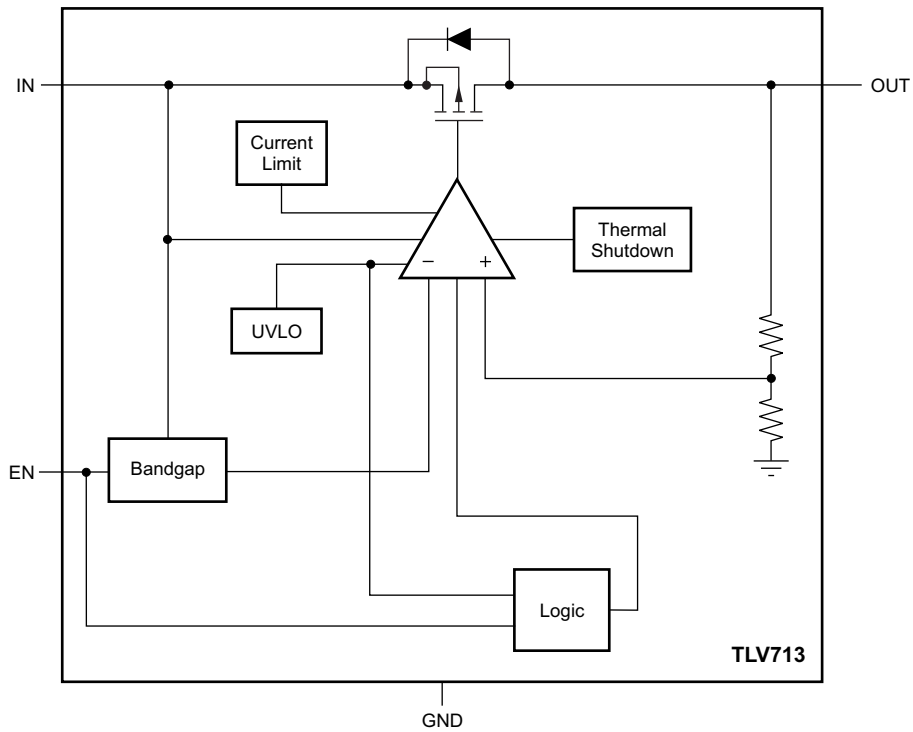 IN
OUT
Current
Limit
Thermal
Shutdown
− +
UVLO
EN
Bandgap
Logic
TLV713
GND